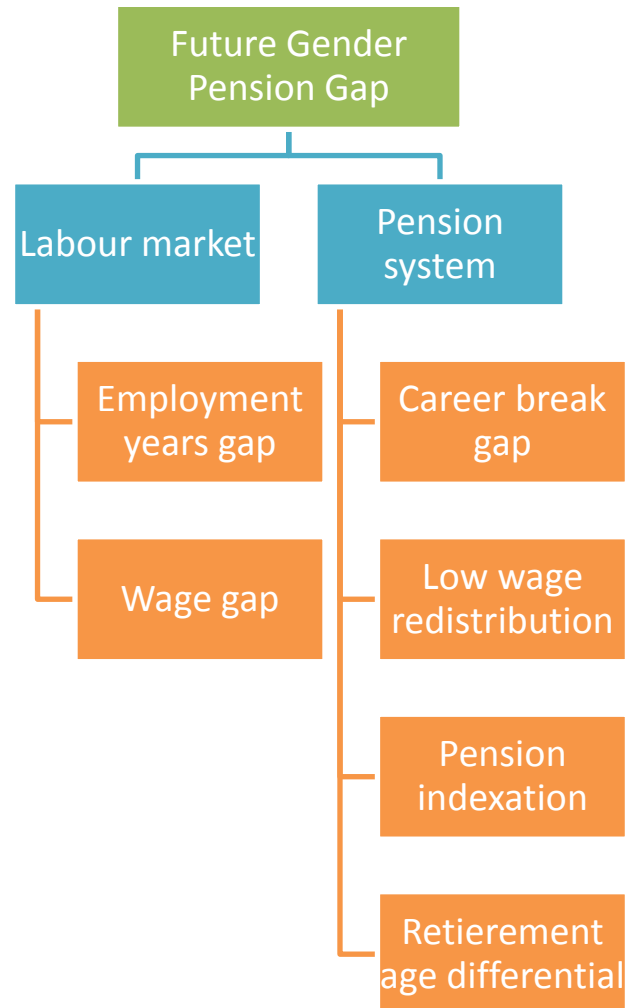 Future Gender
Pension Gap
Labour market
Pension
system
Employment
years gap
Wage gap
Career break
gap
Low wage
redistribution
Pension
indexation
Retierement
age differential